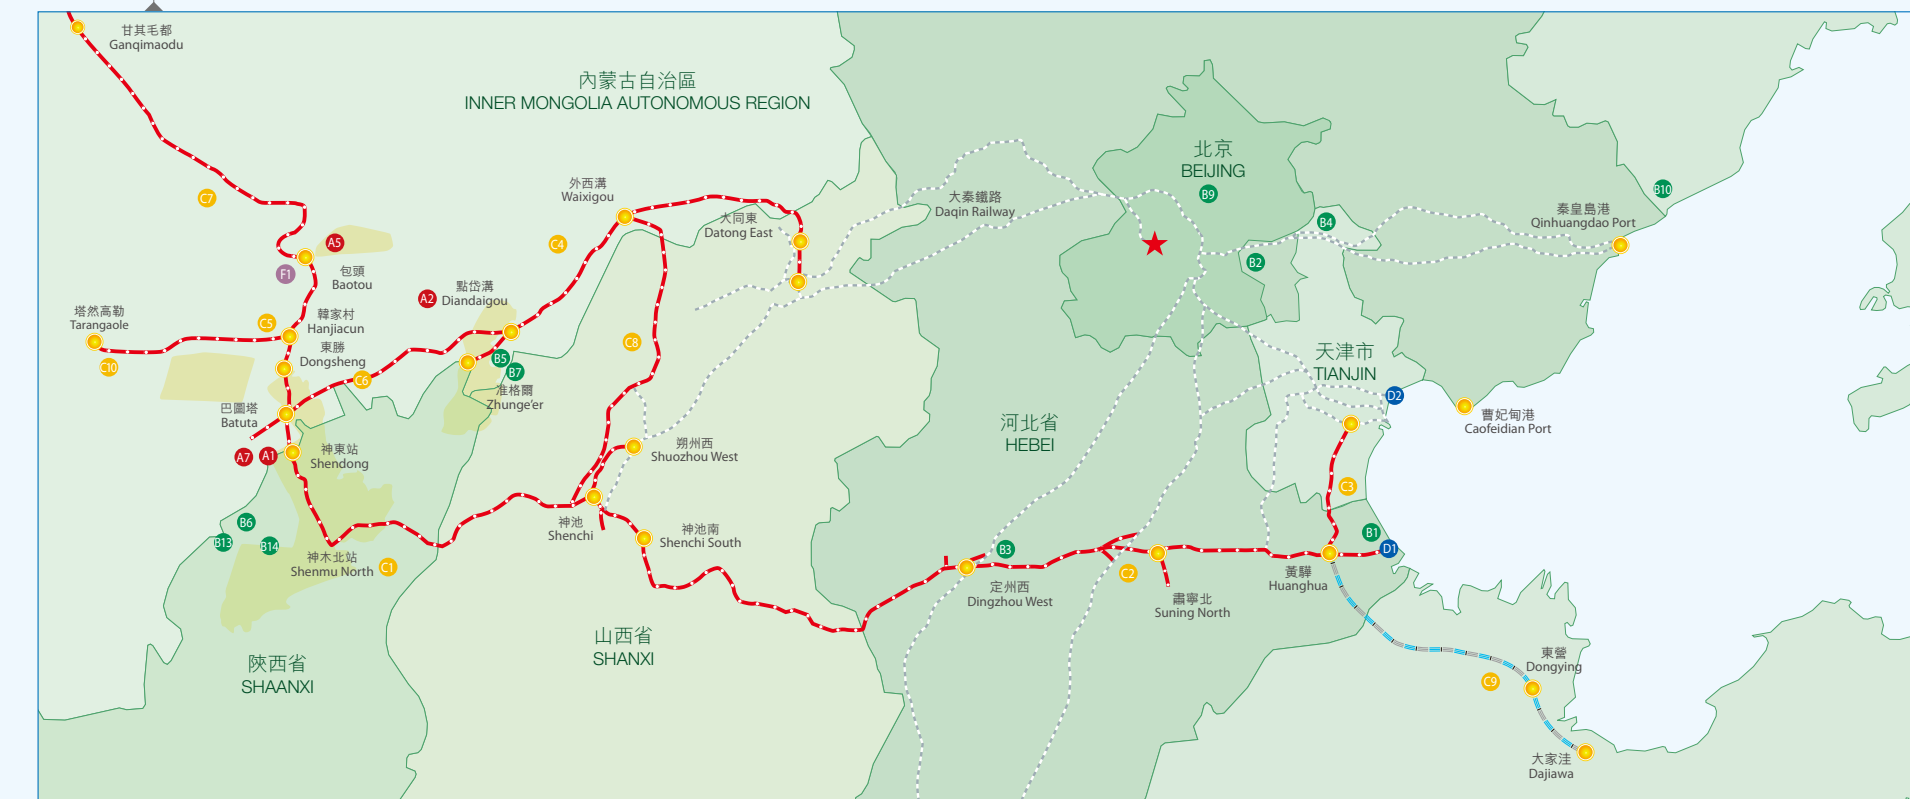 甘其毛都
Ganqimaodu
內蒙古自治區
INNER MONGOLIA AUTONOMOUS REGION
北京
BEIJING
B9
B10
C7
外西溝
Waixigou
大同東
Datong East
大秦鐵路
Daqin Railway
秦皇島港
Qinhuangdao Port
B4
B2
A5
C4
F1
包頭
Baotou
點岱溝
Diandaigou
A2
塔然高勒
Tarangaole
C5
韓家村
Hanjiacun
東勝
Dongsheng
C10
C6
C8
B5
B7
准格爾
Zhunge'er
天津市
TIANJIN
D2
曹妃甸港
Caofeidian Port
巴圖塔
Batuta
河北省
HEBEI
A7
A1
神東站
Shendong
朔州西
Shuozhou West
C3
B6
B13
B14
神木北站
Shenmu North
C1
神池
Shenchi
神池南
Shenchi South
B3
B1
D1
定州西
Dingzhou West
C2
肅寧北
Suning North
黃驊
Huanghua
陝西省
SHAANXI
山西省
SHANXI
東營
Dongying
C9
大家洼
Dajiawa